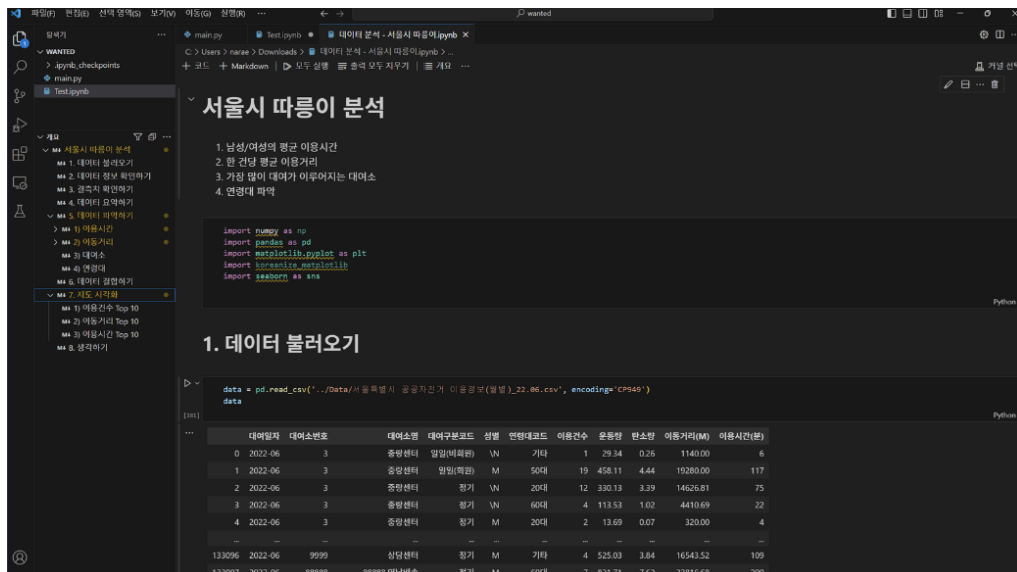 파일(F) 편집(E) 선택 영역(S) 보기(V) 이동(G) 실행(R) ··· wanted
탐색기 ···
WANTED
.ipynb_checkpoints
main.py
Test.ipynb
개요
서울시 따릉이 분석
1. 데이터 불러오기
2. 데이터 정보 확인하기
3. 결측치 확인하기
4. 데이터 요약하기
5. 데이터 파악하기
1) 이용시간
2) 이동거리
3) 대여소
4) 연령대
6. 데이터 결합하기
7. 지도 시각화
1) 이용건수 Top 10
2) 이동거리 Top 10
3) 이용시간 Top 10
8. 생각하기
main.py Test.ipynb 데이터 분석 - 서울시 따릉이.ipynb
C: > Users > narae > Downloads > 데이터 분석 - 서울시 따릉이.ipynb > ...
+ 코드 + Markdown 모두 실행 출력 모두 지우기 개요 ··· 커널 선택
서울시 따릉이 분석
1. 남성/여성의 평균 이용시간
2. 한 건당 평균 이용거리
3. 가장 많이 대여가 이루어지는 대여소
4. 연령대 파악
import numpy as np
import pandas as pd
import matplotlib.pyplot as plt
import koreanize_matplotlib
import seaborn as sns
Python
1. 데이터 불러오기
data = pd.read_csv('../Data/서울특별시 공공자전거 이용정보(월별)_22.06.csv', encoding='CP949')
data
[101] Python
대여일자 대여소번호 대여소명 대여구분코드 성별 연령대코드 이용건수 운동량 탄소량 이동거리(M) 이용시간(분)
0 2022-06 3 중랑센터 일일(비회원) \N 기타 1 29.34 0.26 1140.00 6
1 2022-06 3 중랑센터 일일(회원) M 50대 19 458.11 4.44 19280.00 117
2 2022-06 3 중랑센터 정기 \N 20대 12 330.13 3.39 14626.81 75
3 2022-06 3 중랑센터 정기 \N 60대 4 113.53 1.02 4410.69 22
4 2022-06 3 중랑센터 정기 M 20대 2 13.69 0.07 320.00 4
... ... ... ... ... ... ... ... ... ... ... ...
133096 2022-06 9999 상담센터 정기 M 기타 4 525.03 3.84 16543.52 109